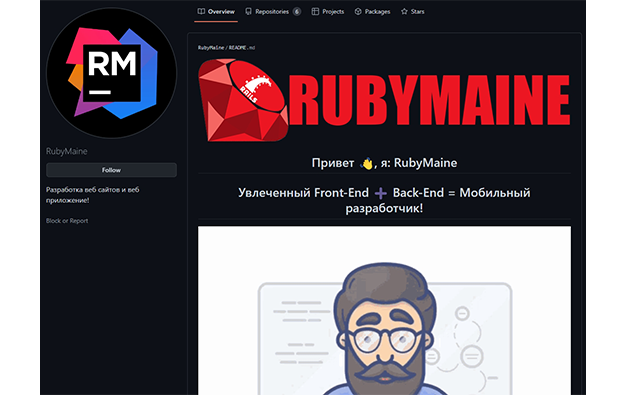 Overview
Repositories 6
Projects
Packages
Stars
RM
RubyMaine
Follow
Разработка веб сайтов и веб
приложение!
Block or Report
RubyMaine / README.md
RAILS
RUBYMAINE
Привет 👋, я: RubyMaine
Увлеченный Front-End ➕ Back-End = Мобильный
разработчик!